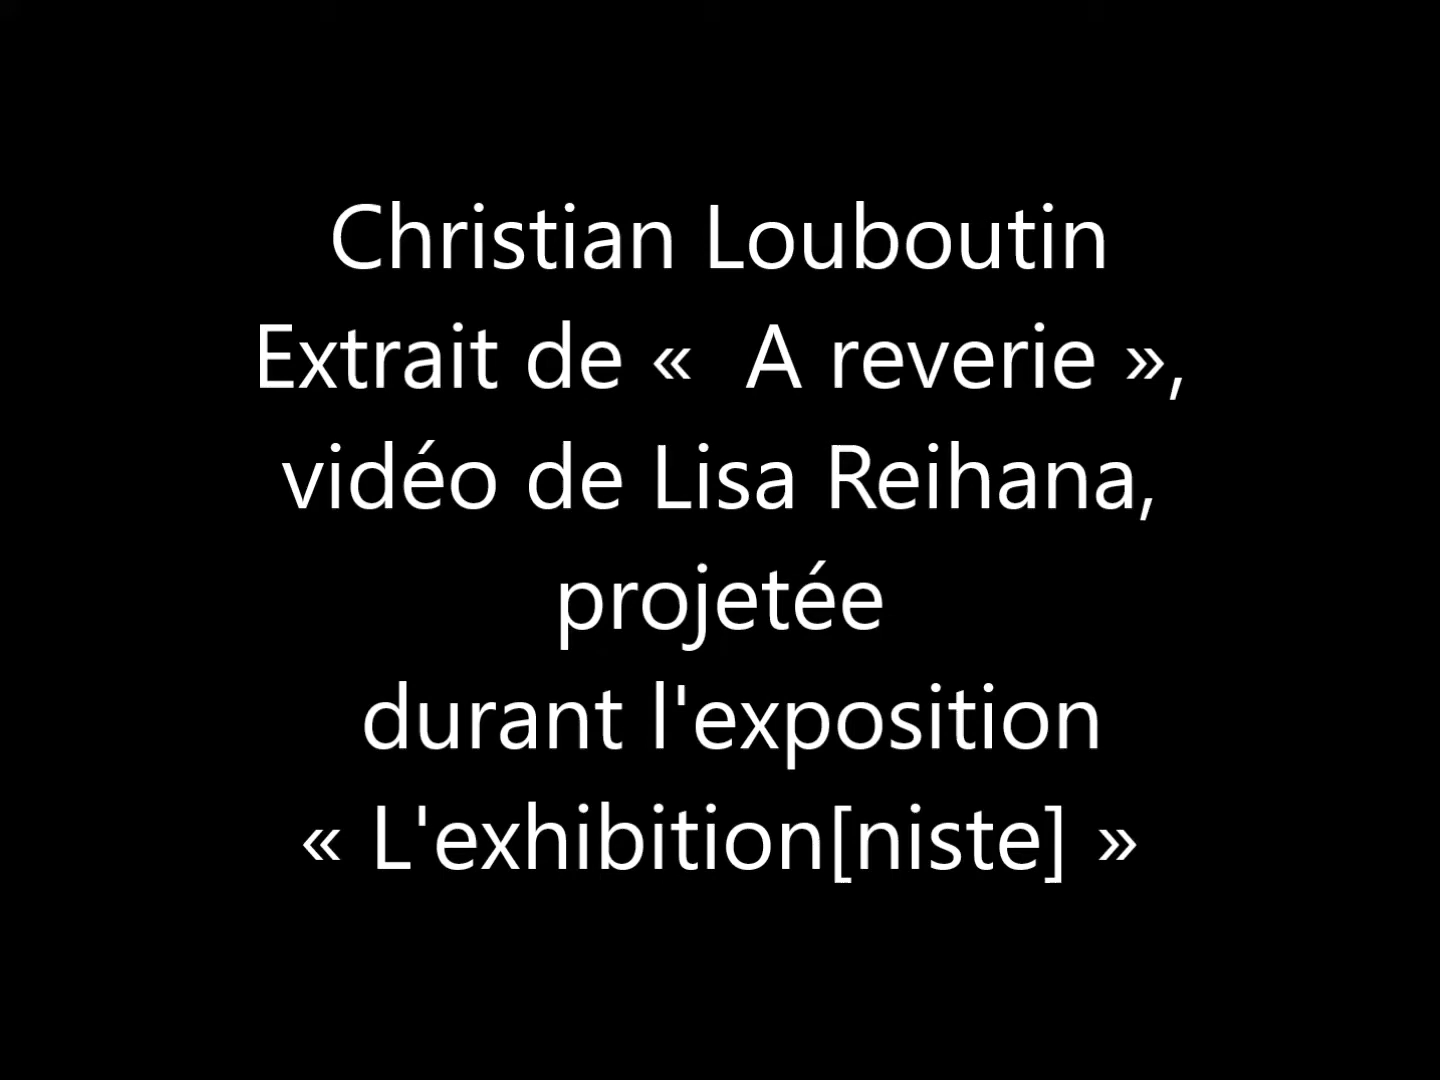 Christian Louboutin
Extrait de «  A reverie »,
vidéo de Lisa Reihana,
projetée
durant l'exposition
« L'exhibition[niste] »